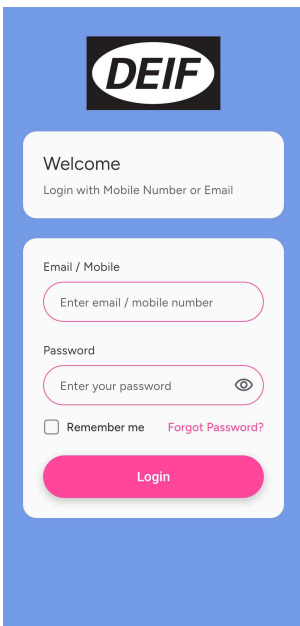 DEIF
Welcome
Login with Mobile Number or Email
Email / Mobile
Enter email / mobile number
Password
Enter your password
Remember me
Forgot Password?
Login